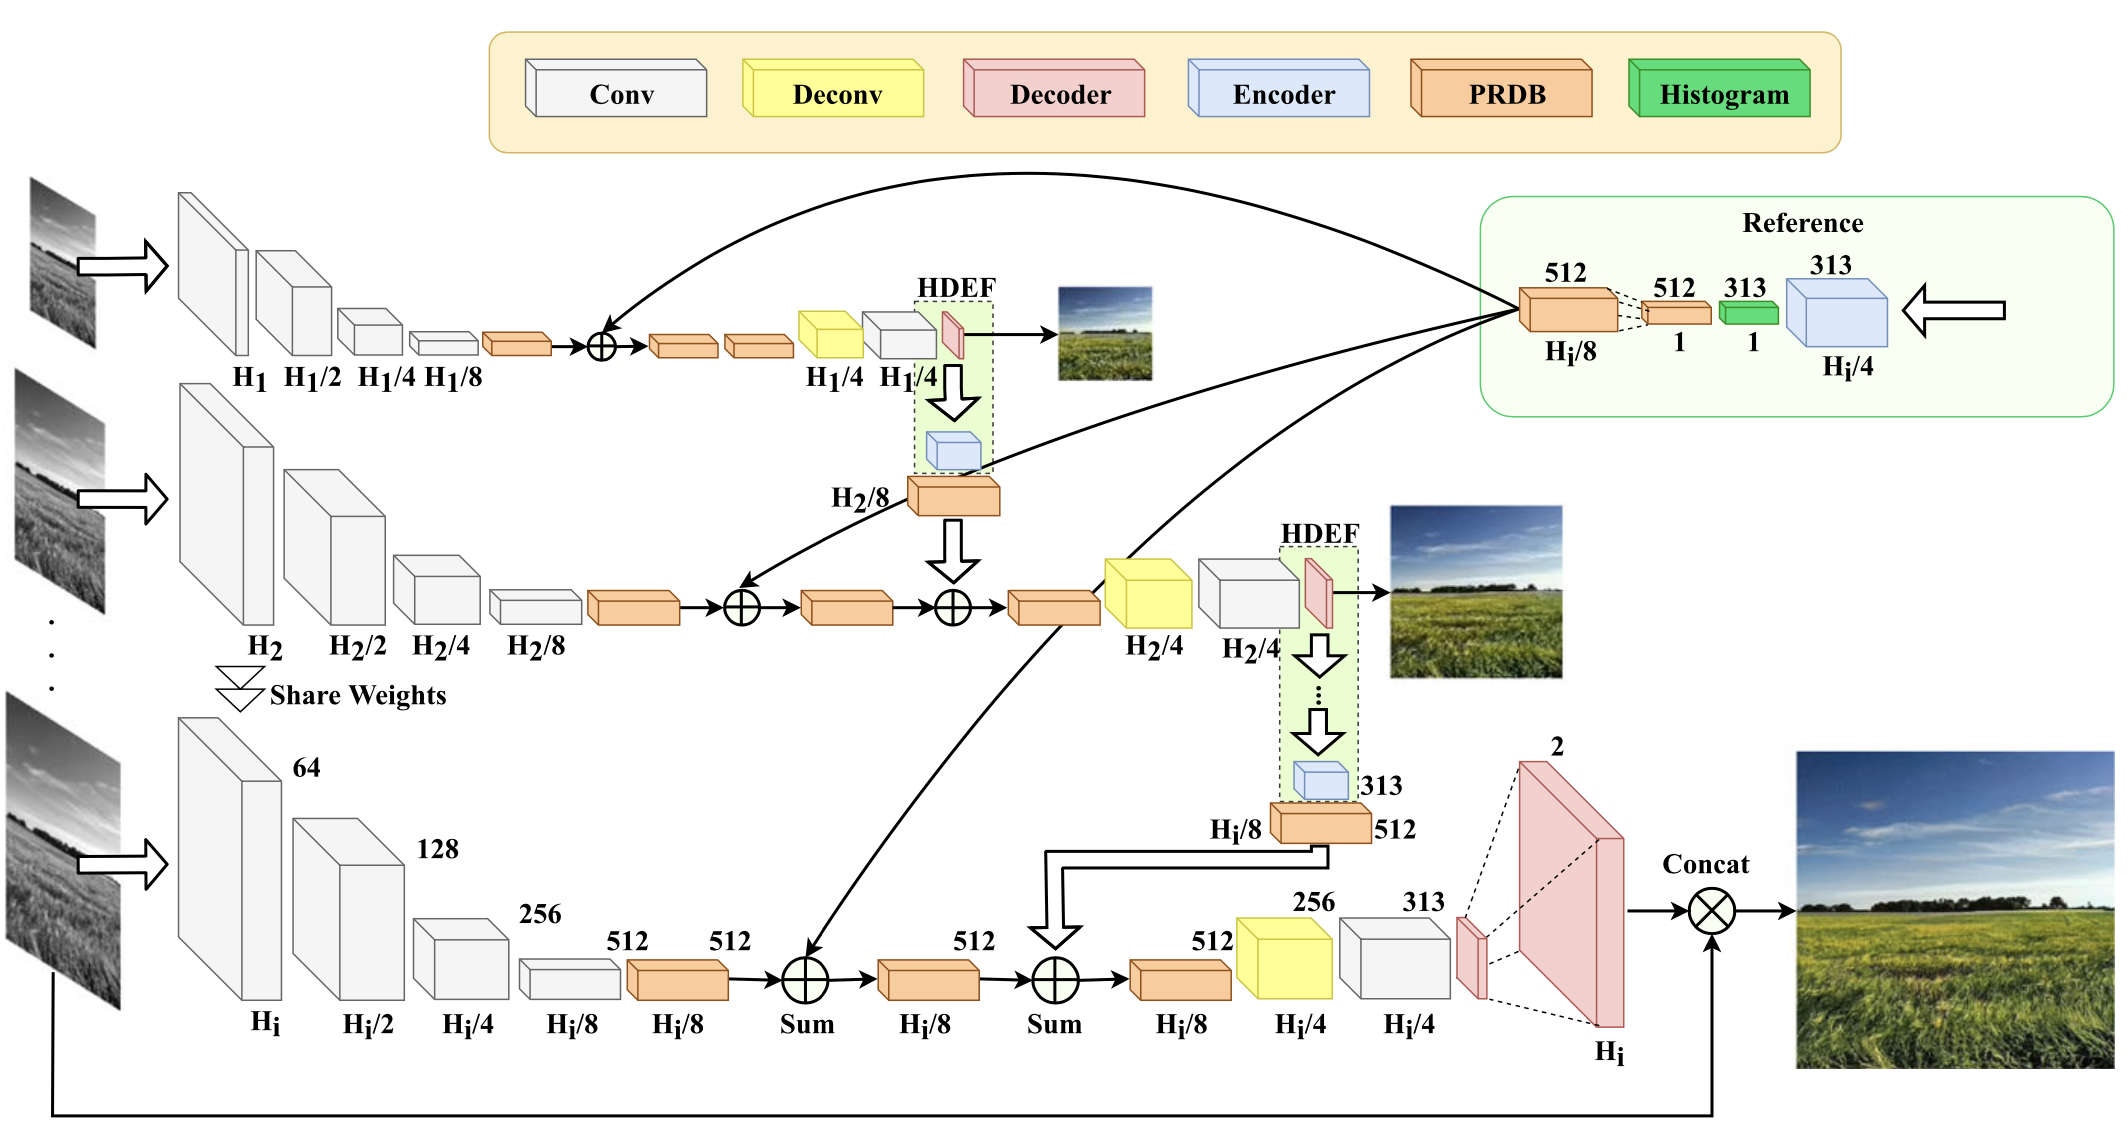 Conv Deconv Decoder Encoder PRDB Histogram
Reference
512 512 313 313
H_i/8 1 1 H_i/4
HDEF
H_1 H_1/2 H_1/4 H_1/8 H_1/4 H_1/4
H_2/8
HDEF
H_2 H_2/2 H_2/4 H_2/8 H_2/4 H_2/4
Share Weights
64
128
256
512 512 512 512 256 313 2
313
H_i/8 512
Concat
H_i H_i/2 H_i/4 H_i/8 H_i/8 Sum H_i/8 Sum H_i/8 H_i/4 H_i/4 H_i